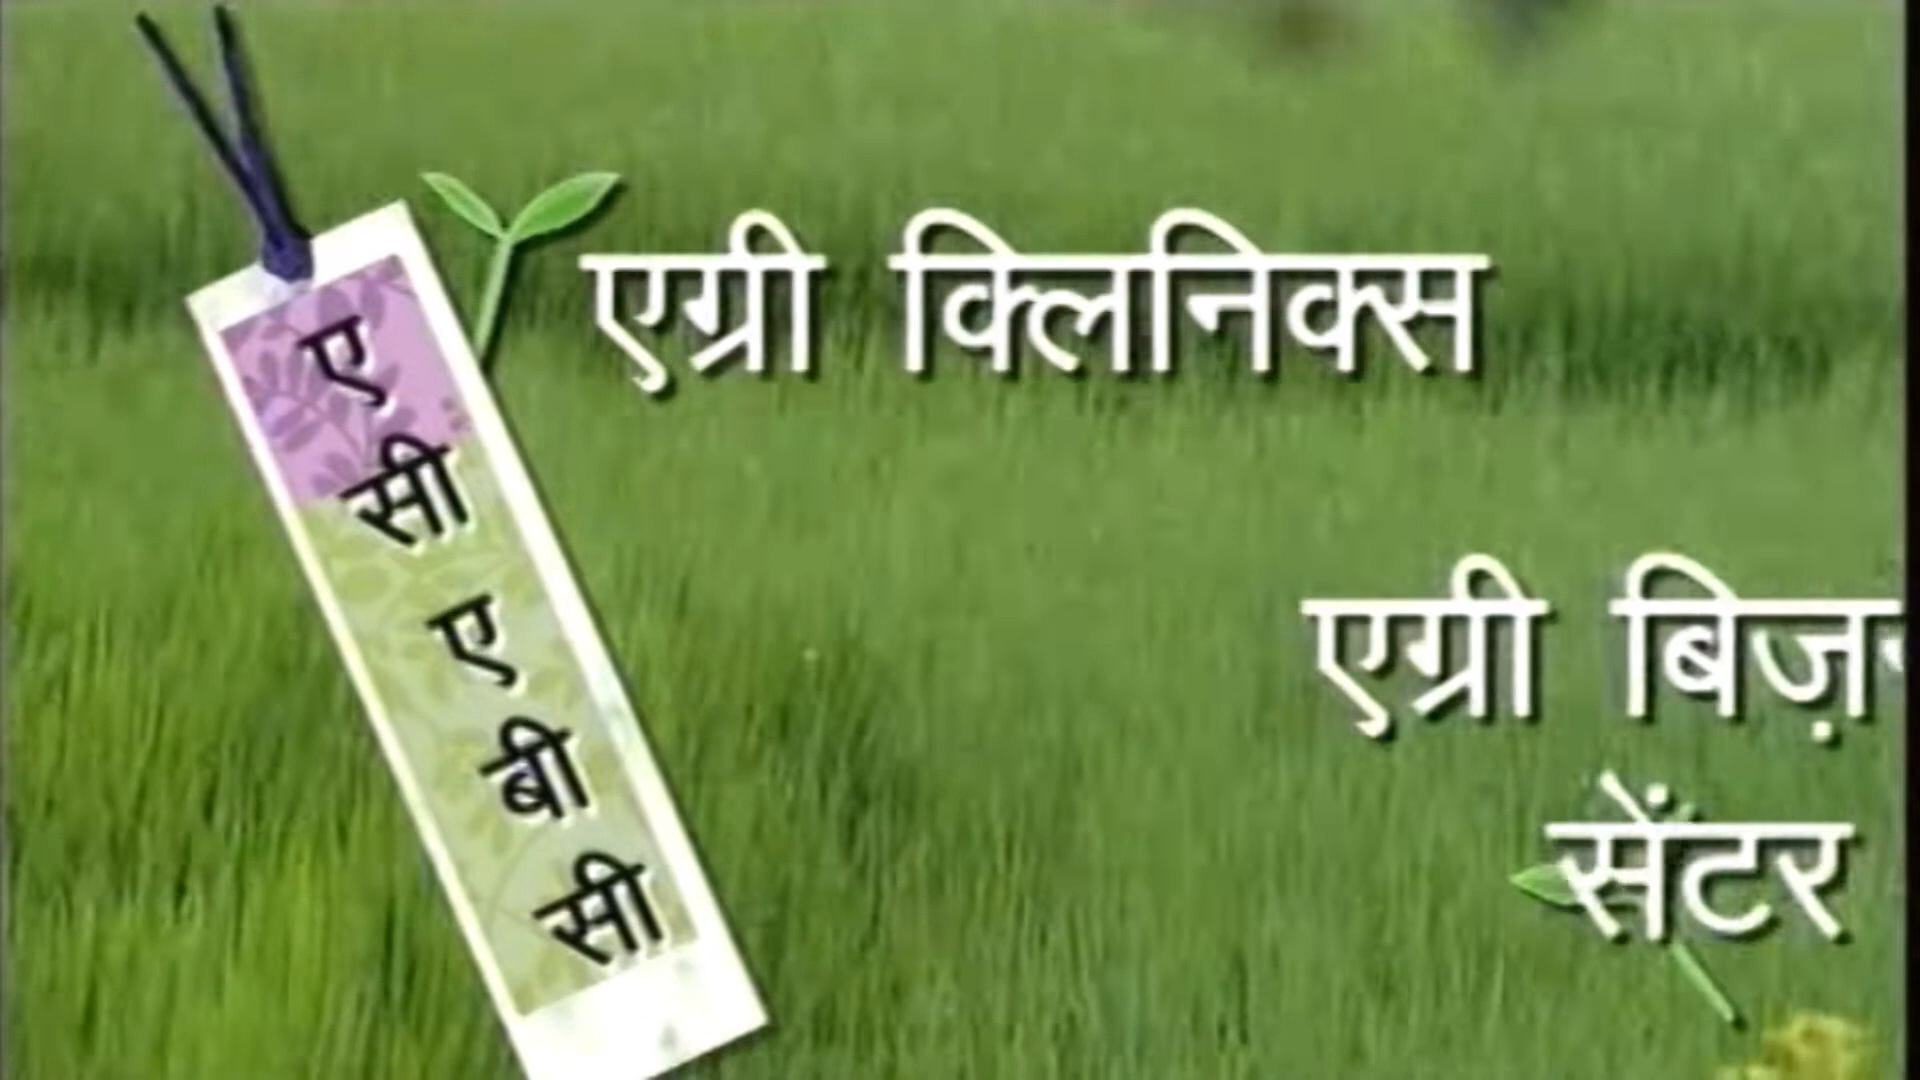 ए
सी
ए
बी
सी
एग्री क्लिनिक्स
एग्री
सेंटर